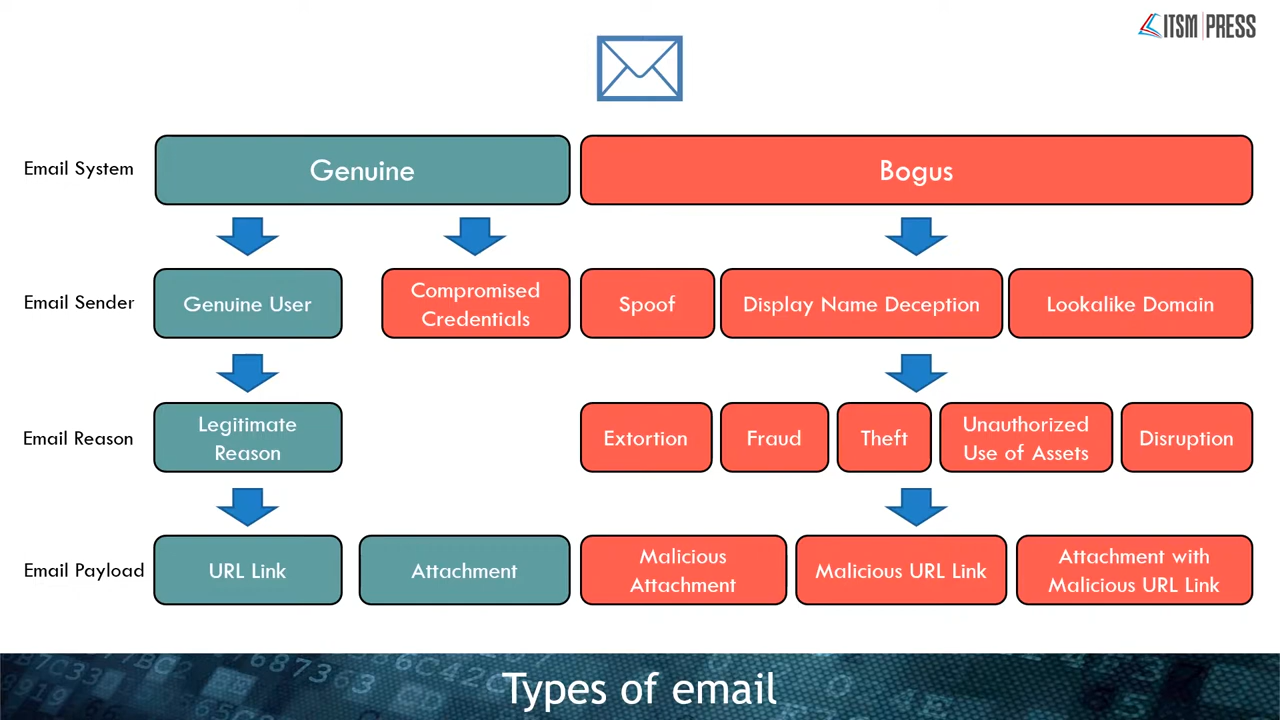 ITSM PRESS
Email System
Genuine
Bogus
Email Sender
Genuine User
Compromised
Credentials
Spoof
Display Name Deception
Lookalike Domain
Email Reason
Legitimate
Reason
Extortion
Fraud
Theft
Unauthorized
Use of Assets
Disruption
Email Payload
URL Link
Attachment
Malicious
Attachment
Malicious URL Link
Attachment with
Malicious URL Link
Types of email